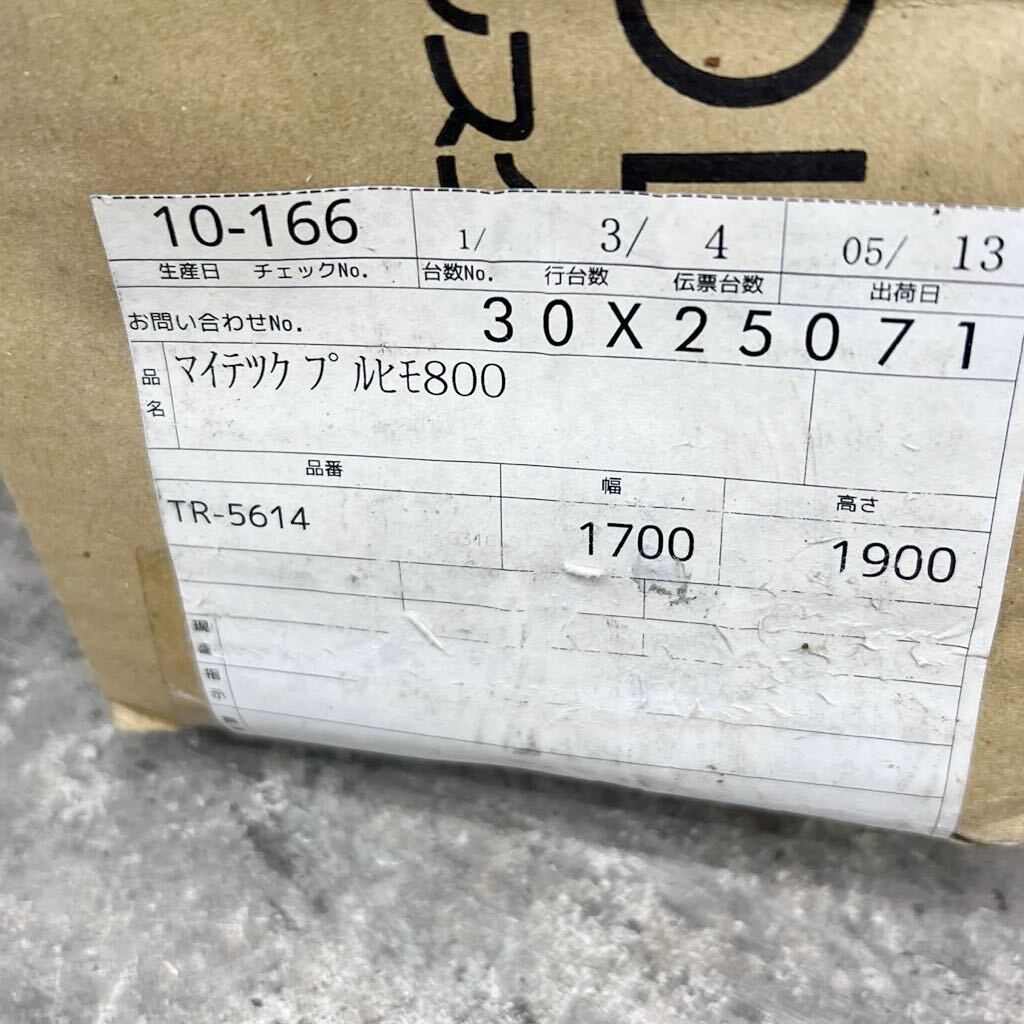 10-166 1/ 3/ 4 05/ 13
生産日 チェックNo. 台数No. 行台数 伝票台数 出荷日
お問い合わせNo. 30X25071
品名 マイテック プルヒモ800
品番 幅 高さ
TR-5614 1700 1900
指示